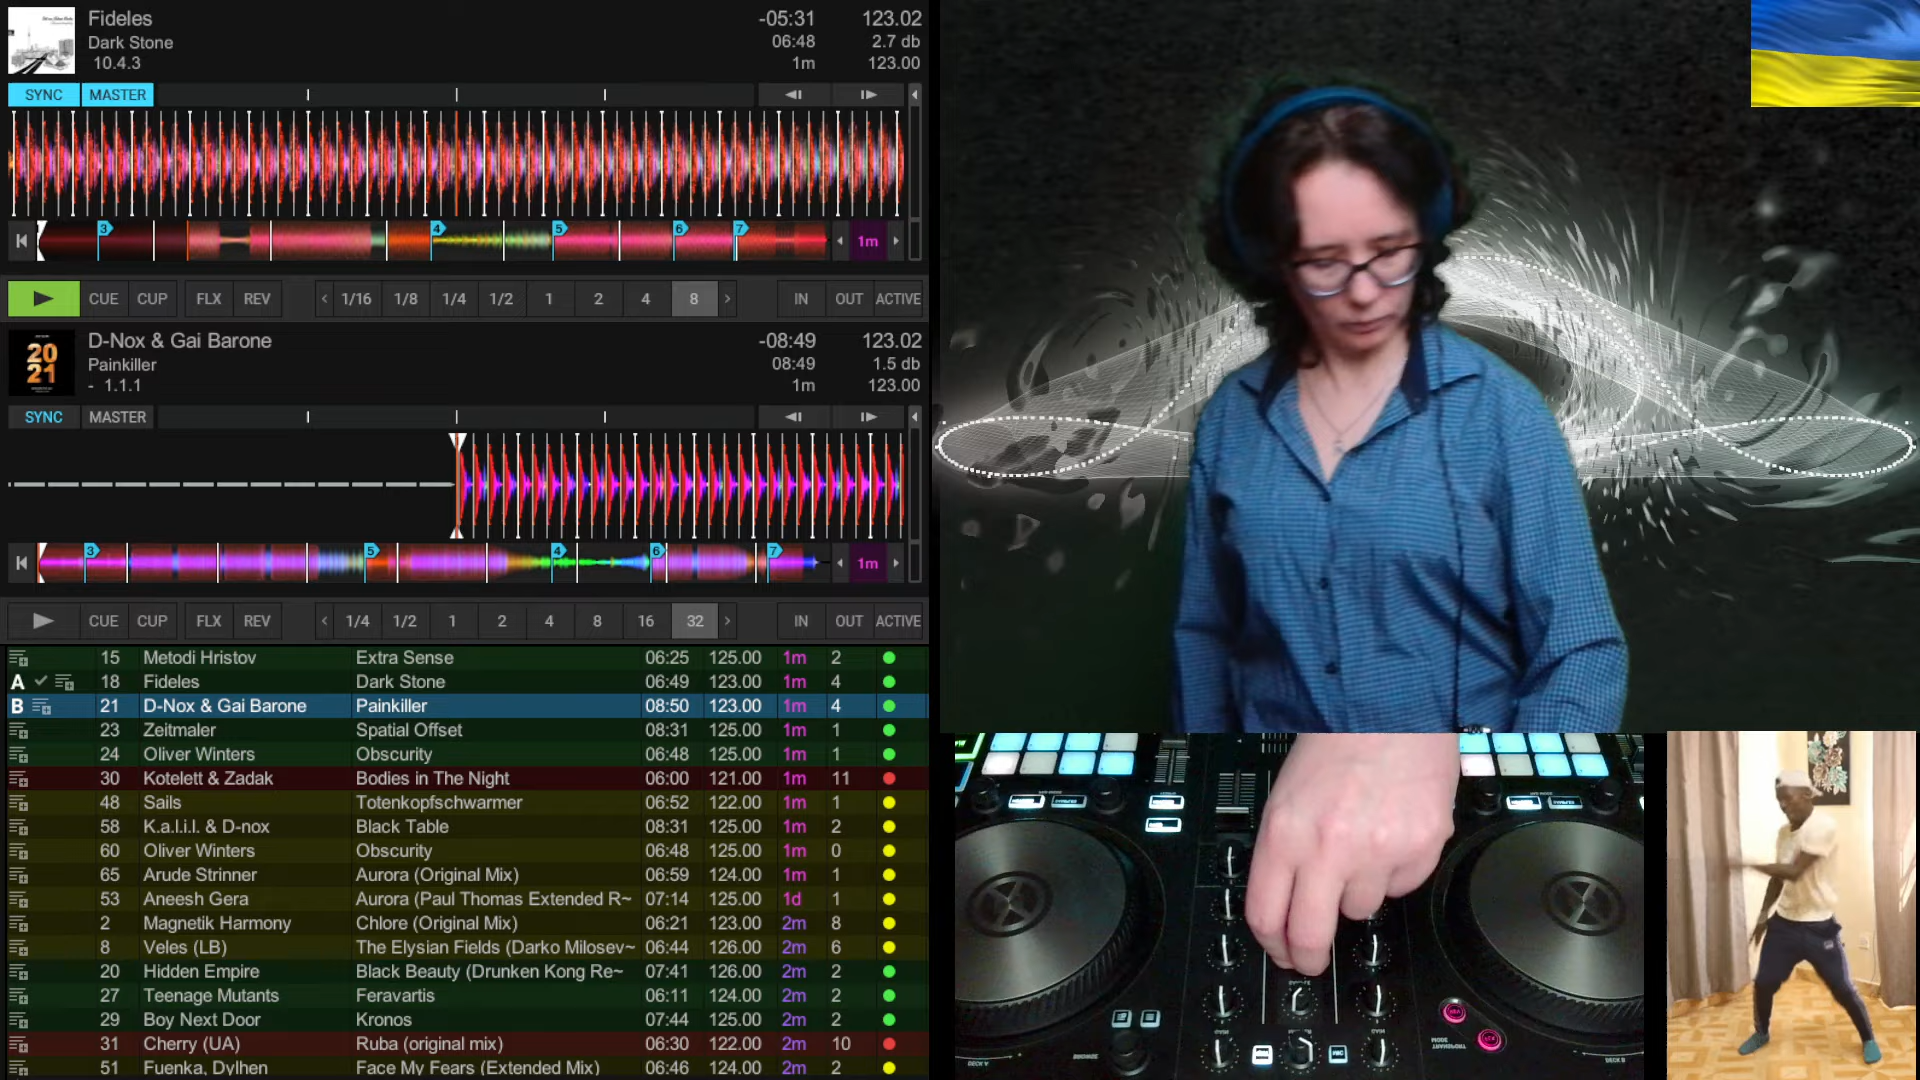 Fideles -05:31 123.02
Dark Stone 06:48 2.7 db
10.4.3 1m 123.00
SYNC MASTER
3 4 5 6 7 1m
CUE CUP FLX REV 1/16 1/8 1/4 1/2 1 2 4 8 IN OUT ACTIVE
20
21
D-Nox & Gai Barone -08:49 123.02
Painkiller 08:49 1.5 db
- 1.1.1 1m 123.00
SYNC MASTER
3 5 4 6 7 1m
CUE CUP FLX REV 1/4 1/2 1 2 4 8 16 32 IN OUT ACTIVE
15 Metodi Hristov Extra Sense 06:25 125.00 1m 2
A 18 Fideles Dark Stone 06:49 123.00 1m 4
B 21 D-Nox & Gai Barone Painkiller 08:50 123.00 1m 4
23 Zeitmaler Spatial Offset 08:31 125.00 1m 1
24 Oliver Winters Obscurity 06:48 125.00 1m 1
30 Kotelett & Zadak Bodies in The Night 06:00 121.00 1m 11
48 Sails Totenkopfschwarmer 06:52 122.00 1m 1
58 K.a.l.i.l. & D-nox Black Table 08:31 125.00 1m 2
60 Oliver Winters Obscurity 06:48 125.00 1m 0
65 Arude Strinner Aurora (Original Mix) 06:59 124.00 1m 1
53 Aneesh Gera Aurora (Paul Thomas Extended R~ 07:14 125.00 1d 1
2 Magnetik Harmony Chlore (Original Mix) 06:21 123.00 2m 8
8 Veles (LB) The Elysian Fields (Darko Milosev~ 06:44 126.00 2m 6
20 Hidden Empire Black Beauty (Drunken Kong Re~ 07:41 126.00 2m 2
27 Teenage Mutants Feravartis 06:11 124.00 2m 2
29 Boy Next Door Kronos 07:44 125.00 2m 2
31 Cherry (UA) Ruba (original mix) 06:30 122.00 2m 10
51 Fuenka, Dylhen Face My Fears (Extended Mix) 06:46 124.00 2m 2
DECK A
BROWSE
DECK B